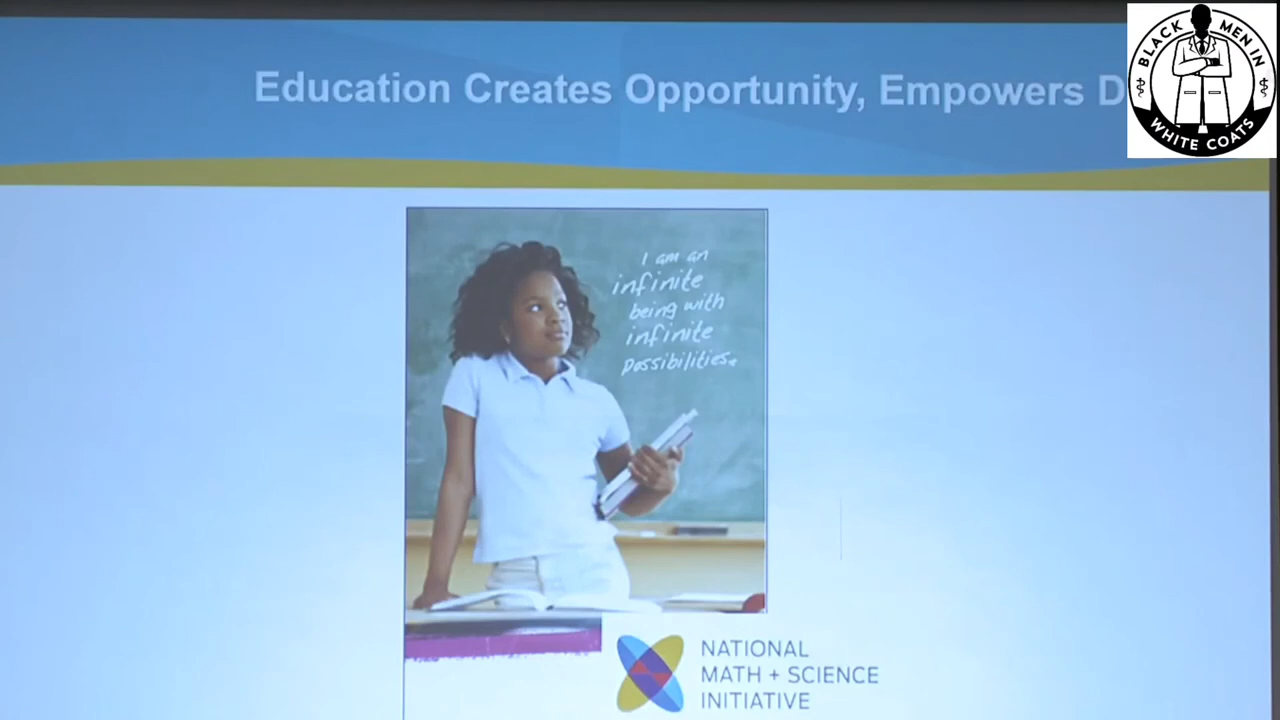 Education Creates Opportunity, Empowers
BLACK MEN IN
WHITE COATS
I am an
infinite
being with
infinite
possibilities.
NATIONAL
MATH + SCIENCE
INITIATIVE